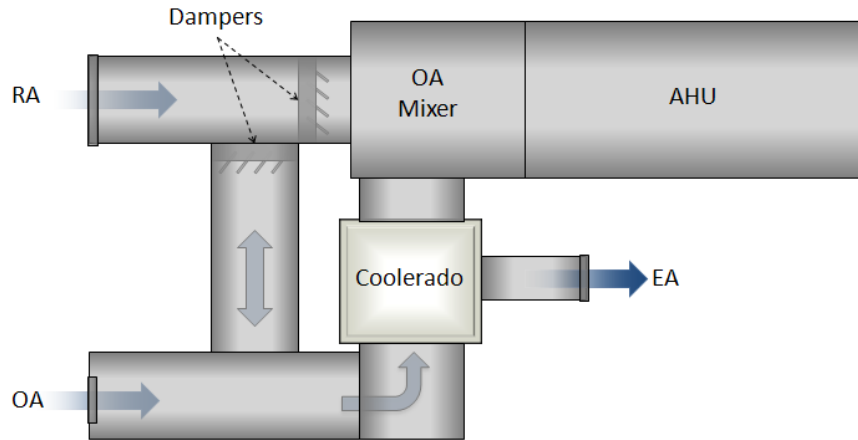 Dampers
RA
OA
Mixer
AHU
Coolerado
EA
OA